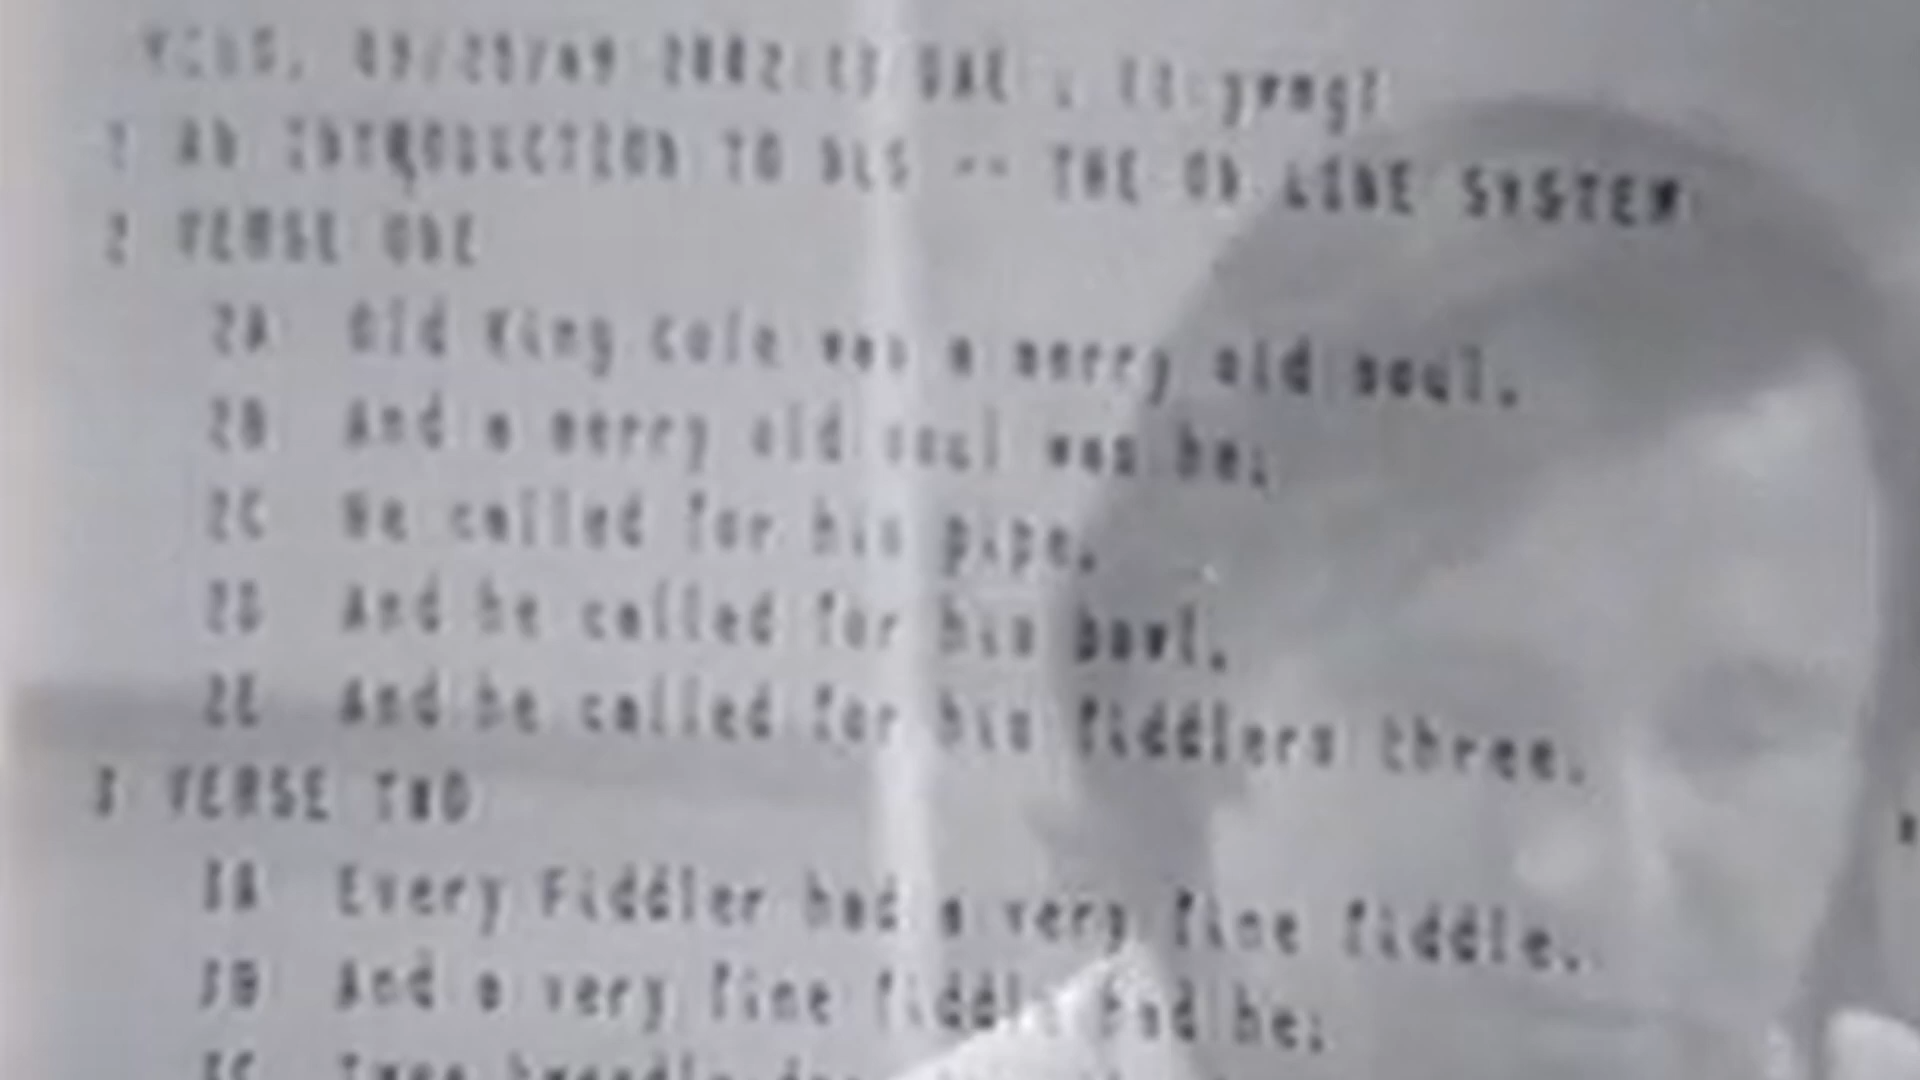 1 AN INTRODUCTION TO NLS -- THE ON LINE SYSTEM
2 VERSE ONE
2A Old King Cole was a merry old soul,
2B And a merry old soul was he;
2C He called for his pipe,
2D And he called for his bowl,
2E And he called for his fiddlers three.
3 VERSE TWO
3A Every Fiddler had a very fine fiddle,
3B And a very fine fiddle had he;
3C